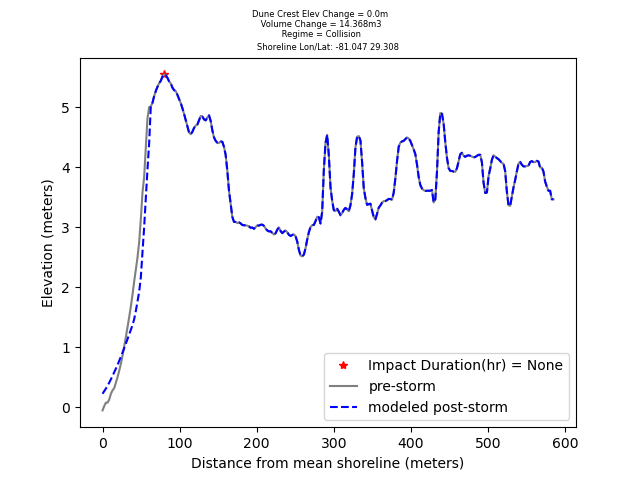 Dune Crest Elev Change = 0.0m
Volume Change = 14.368m3
Regime = Collision
Shoreline Lon/Lat: -81.047 29.308
5
4
3
2
1
0
Elevation (meters)
Impact Duration(hr) = None
pre-storm
modeled post-storm
0 100 200 300 400 500 600
Distance from mean shoreline (meters)